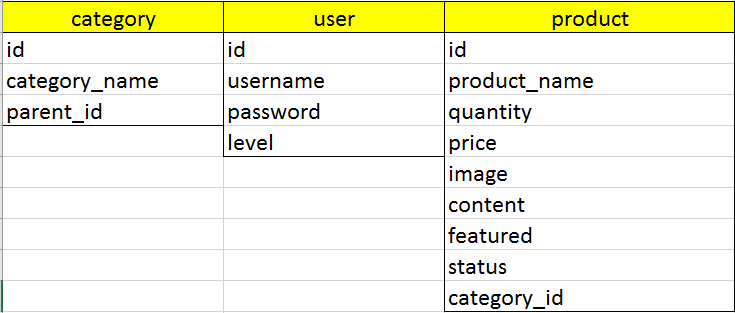 category user product
id id id
category_name username product_name
parent_id password quantity
level price
image
content
featured
status
category_id